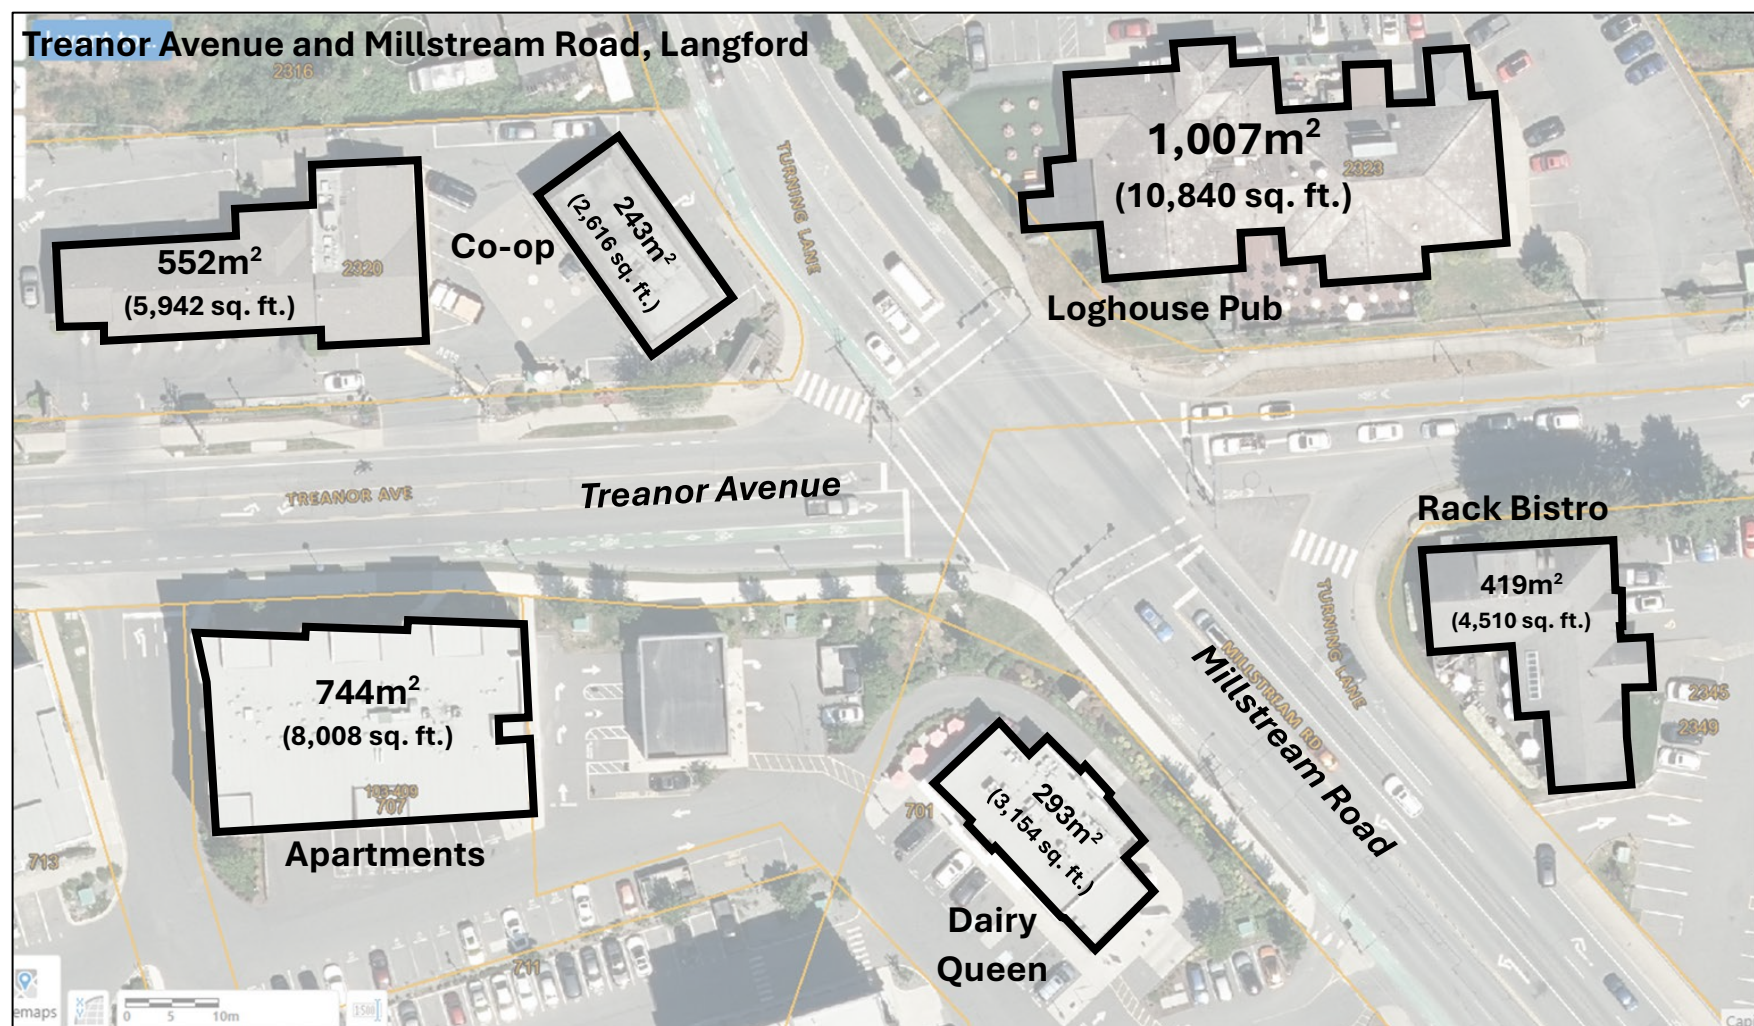 Treanor Avenue and Millstream Road, Langford
2316
TURNING LANE
1,007m²
2323
(10,840 sq. ft.)
Loghouse Pub
243m²
(2,616 sq. ft.)
Co-op
552m²
2320
(5,942 sq. ft.)
TREANOR AVE
Treanor Avenue
Rack Bistro
419m²
(4,510 sq. ft.)
TURNING LANE
MILLSTREAM RD
Millstream Road
2345
2349
744m²
(8,008 sq. ft.)
707
Apartments
713
701
293m²
(3,154 sq. ft.)
Dairy
Queen
711
emaps
0 5 10m